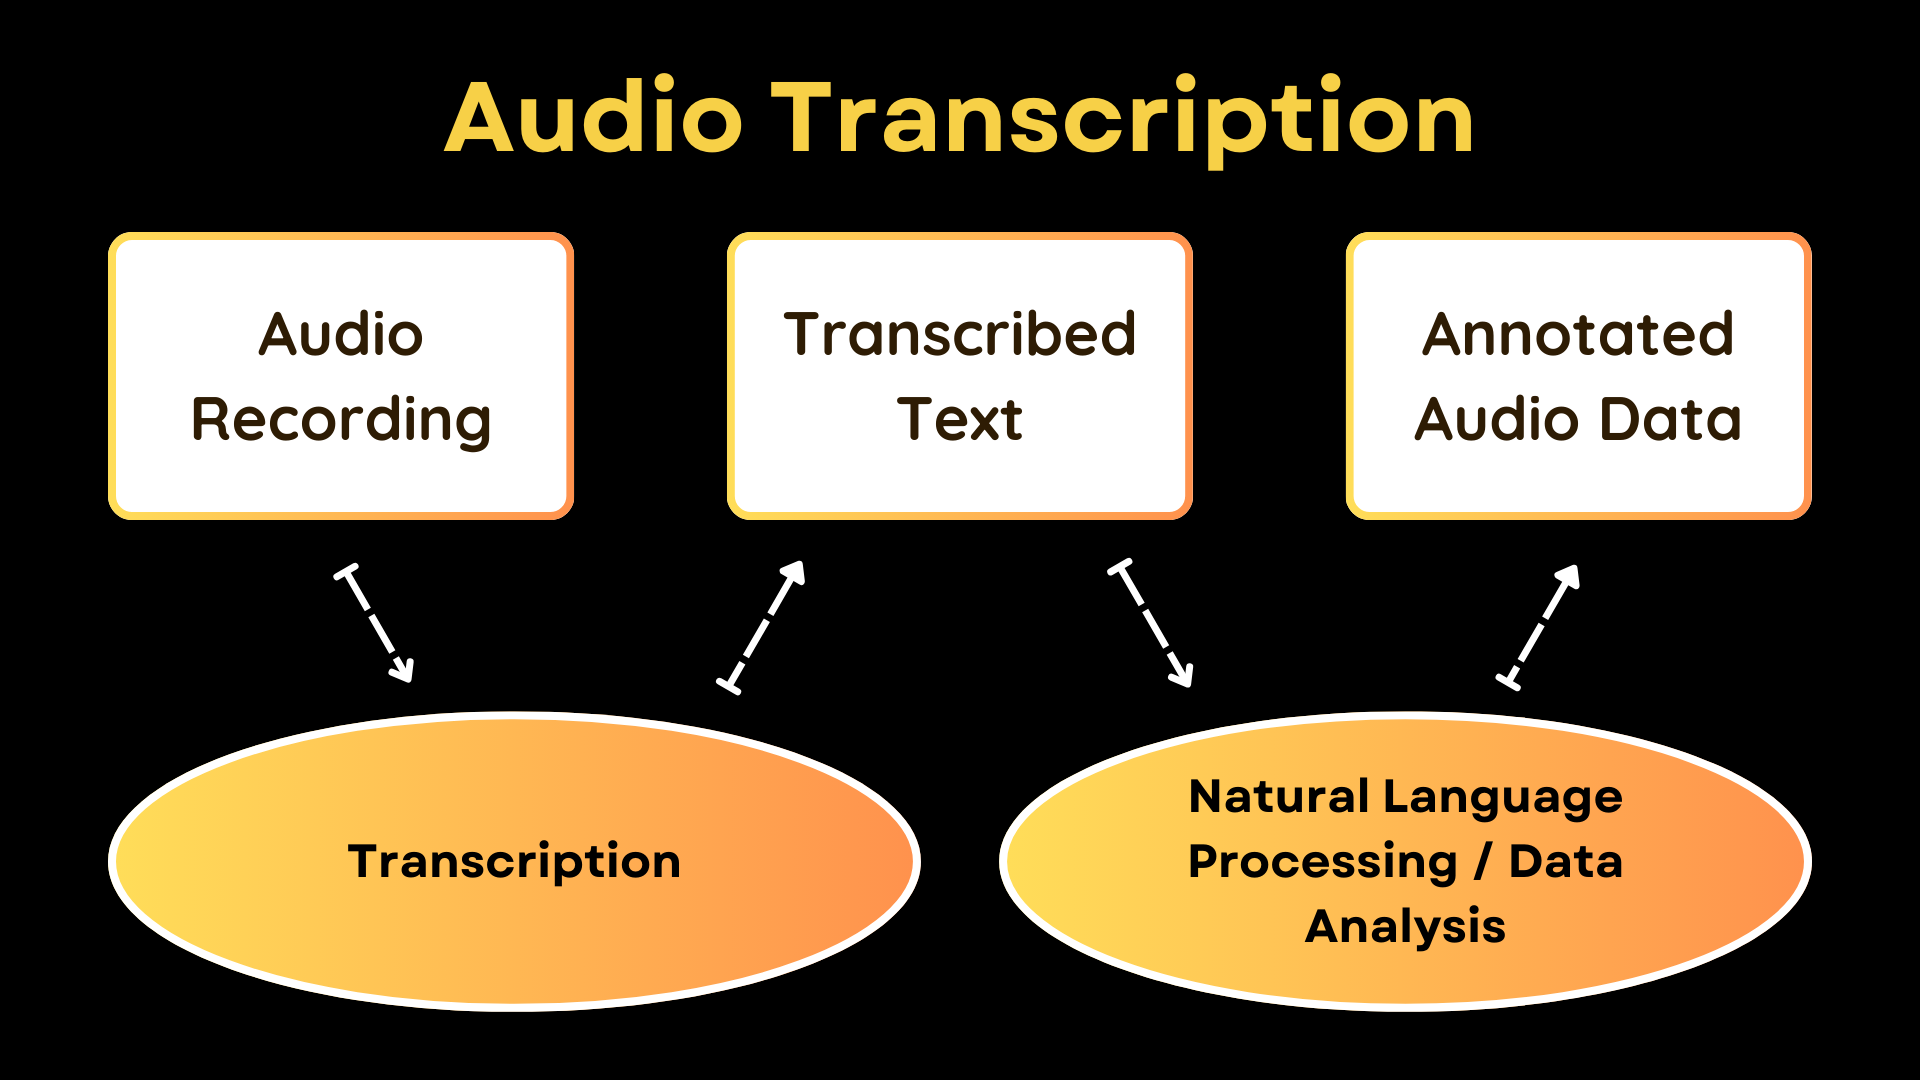 Audio Transcription
Audio
Recording
Transcribed
Text
Annotated
Audio Data
Transcription
Natural Language
Processing / Data
Analysis